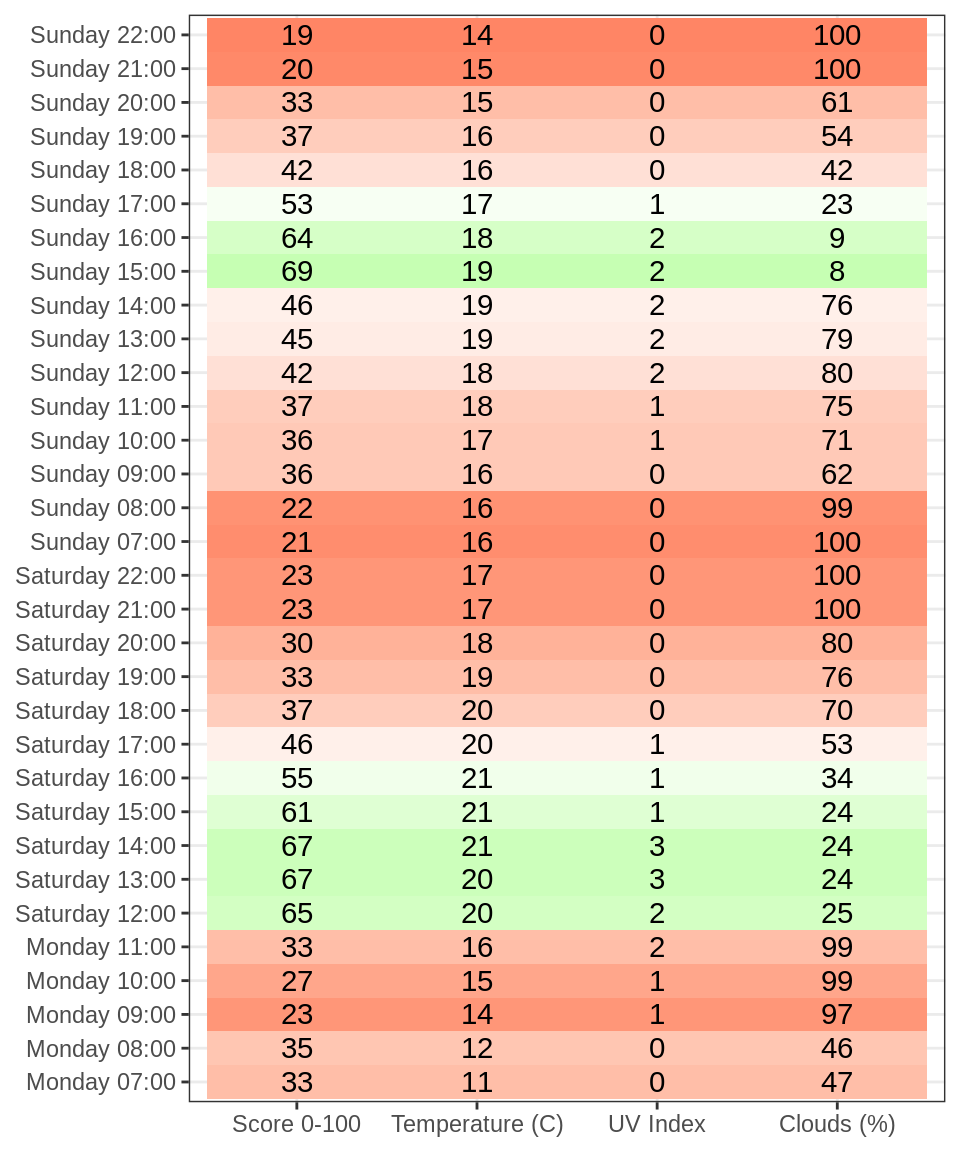 Sunday 22:00 19 14 0 100
Sunday 21:00 20 15 0 100
Sunday 20:00 33 15 0 61
Sunday 19:00 37 16 0 54
Sunday 18:00 42 16 0 42
Sunday 17:00 53 17 1 23
Sunday 16:00 64 18 2 9
Sunday 15:00 69 19 2 8
Sunday 14:00 46 19 2 76
Sunday 13:00 45 19 2 79
Sunday 12:00 42 18 2 80
Sunday 11:00 37 18 1 75
Sunday 10:00 36 17 1 71
Sunday 09:00 36 16 0 62
Sunday 08:00 22 16 0 99
Sunday 07:00 21 16 0 100
Saturday 22:00 23 17 0 100
Saturday 21:00 23 17 0 100
Saturday 20:00 30 18 0 80
Saturday 19:00 33 19 0 76
Saturday 18:00 37 20 0 70
Saturday 17:00 46 20 1 53
Saturday 16:00 55 21 1 34
Saturday 15:00 61 21 1 24
Saturday 14:00 67 21 3 24
Saturday 13:00 67 20 3 24
Saturday 12:00 65 20 2 25
Monday 11:00 33 16 2 99
Monday 10:00 27 15 1 99
Monday 09:00 23 14 1 97
Monday 08:00 35 12 0 46
Monday 07:00 33 11 0 47
Score 0-100 Temperature (C) UV Index Clouds (%)